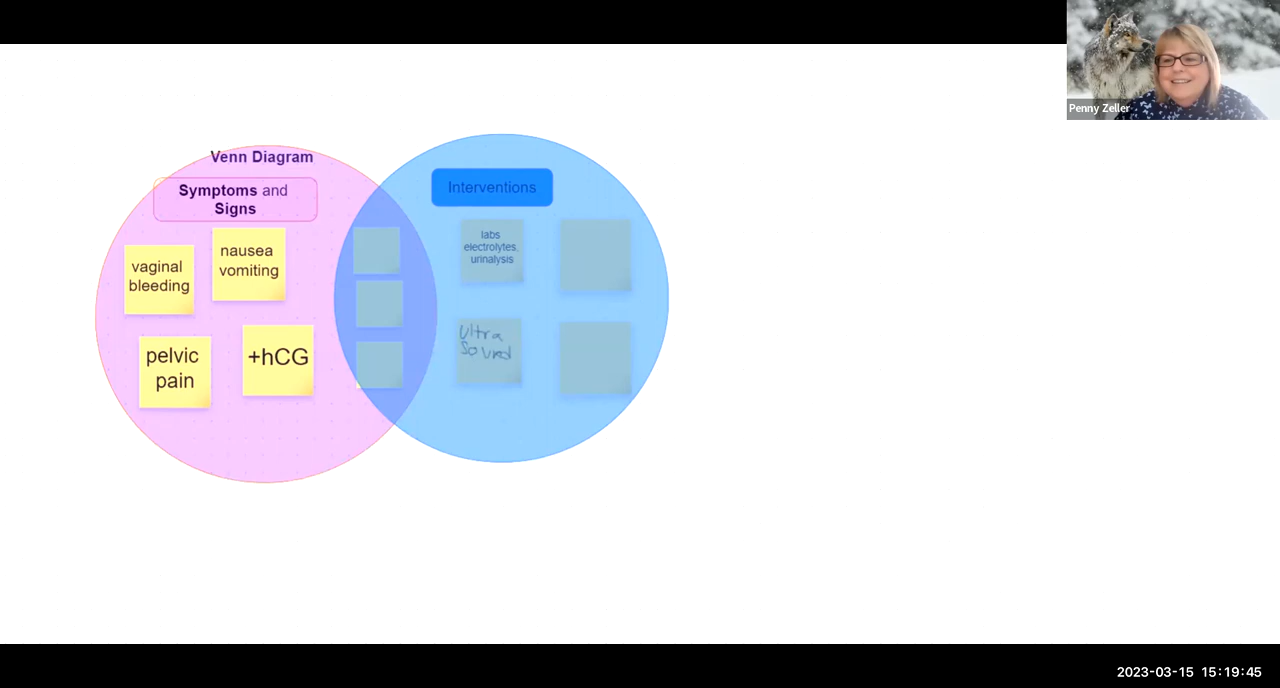 Penny Zeller
Venn Diagram
Symptoms and
Signs
vaginal
bleeding
nausea
vomiting
pelvic
pain
+hCG
Interventions
labs
electrolytes,
urinalysis
Ultra
Sound
2023-03-15 15:19:45